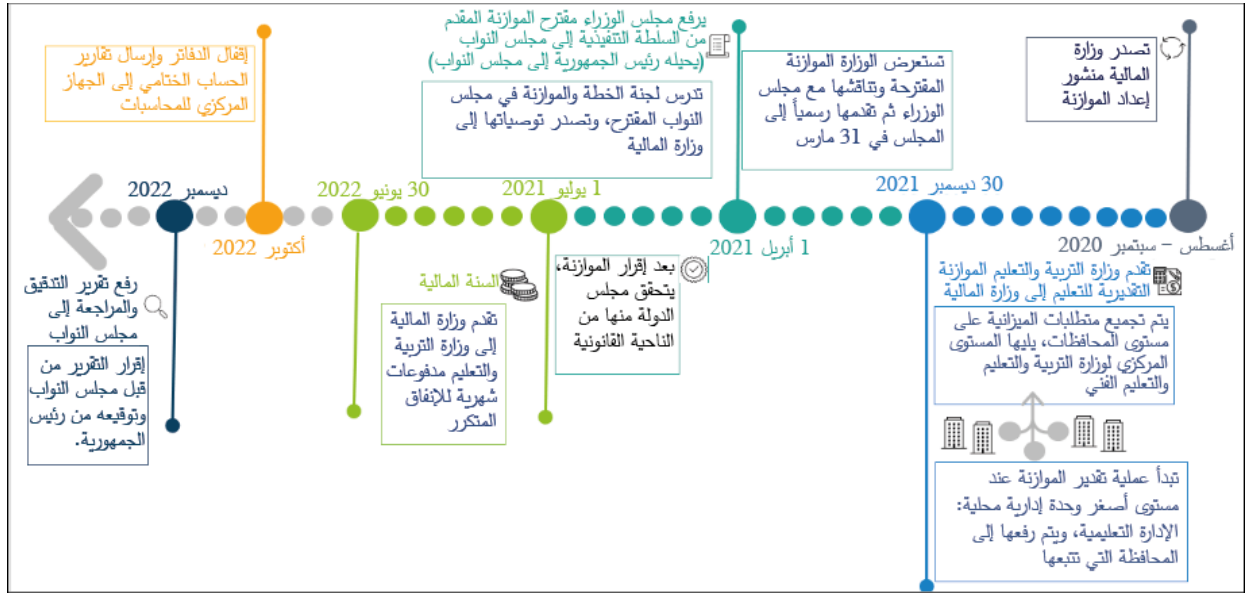 تصدر وزارة
المالية منشور
إعداد الموازنة
أغسطس – سبتمبر 2020
30 ديسمبر 2021
تقدم وزارة التربية والتعليم الموازنة
التقديرية للتعليم إلى وزارة المالية
يتم تجميع متطلبات الميزانية على
مستوى المحافظات، يليها المستوى
المركزي لوزارة التربية والتعليم
والتعليم الفني
تبدأ عملية تقدير الموازنة عند
مستوى أصغر وحدة إدارية محلية:
الإدارة التعليمية، ويتم رفعها إلى
المحافظة التي تتبعها
تستعرض الوزارة الموازنة
المقترحة وتناقشها مع مجلس
الوزراء ثم تقدمها رسمياً إلى
المجلس في 31 مارس
1 أبريل 2021
يرفع مجلس الوزراء مقترح الموازنة المقدم
من السلطة التنفيذية إلى مجلس النواب
(يحيله رئيس الجمهورية إلى مجلس النواب)
تدرس لجنة الخطة والموازنة في مجلس
النواب المقترح، وتصدر توصياتها إلى
وزارة المالية
1 يوليو 2021
بعد إقرار الموازنة،
يتحقق مجلس
الدولة منها من
الناحية القانونية
30 يونيو 2022
السنة المالية
تقدم وزارة المالية
إلى وزارة التربية
والتعليم مدفوعات
شهرية للإنفاق
المتكرر
إقفال الدفاتر وإرسال تقارير
الحساب الختامي إلى الجهاز
المركزي للمحاسبات
أكتوبر 2022
ديسمبر 2022
رفع تقرير التدقيق
والمراجعة إلى
مجلس النواب
إقرار التقرير من
قبل مجلس النواب
وتوقيعه من رئيس
الجمهورية.